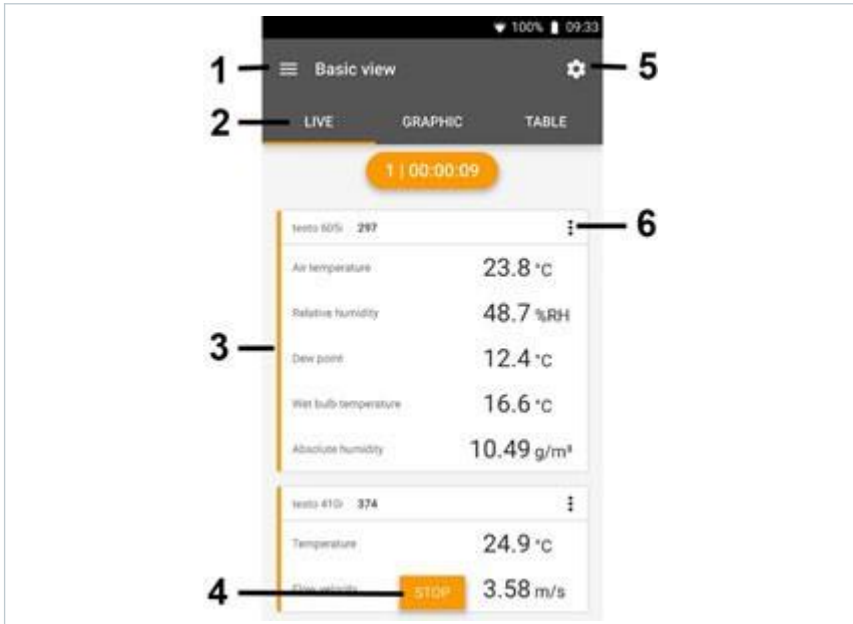 100% 09:33
1 Basic view 5
2 LIVE GRAPHIC TABLE
1 | 00:00:09
testo 605i 297 6
Air temperature 23.8 °C
Relative humidity 48.7 %RH
3
Dew point 12.4 °C
Wet bulb temperature 16.6 °C
Absolute humidity 10.49 g/m³
testo 410i 374
Temperature 24.9 °C
4 Flow velocity STOP 3.58 m/s